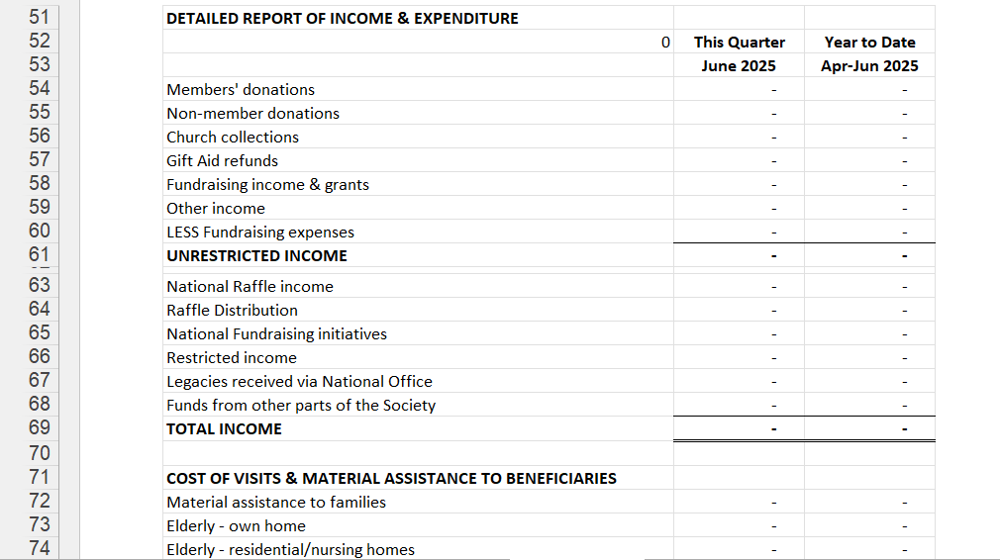 51 DETAILED REPORT OF INCOME & EXPENDITURE
52 0 This Quarter Year to Date
53 June 2025 Apr-Jun 2025
54 Members' donations - -
55 Non-member donations - -
56 Church collections - -
57 Gift Aid refunds - -
58 Fundraising income & grants - -
59 Other income - -
60 LESS Fundraising expenses - -
61 UNRESTRICTED INCOME - -
63 National Raffle income - -
64 Raffle Distribution - -
65 National Fundraising initiatives - -
66 Restricted income - -
67 Legacies received via National Office - -
68 Funds from other parts of the Society - -
69 TOTAL INCOME - -
70
71 COST OF VISITS & MATERIAL ASSISTANCE TO BENEFICIARIES
72 Material assistance to families - -
73 Elderly - own home - -
74 Elderly - residential/nursing homes - -